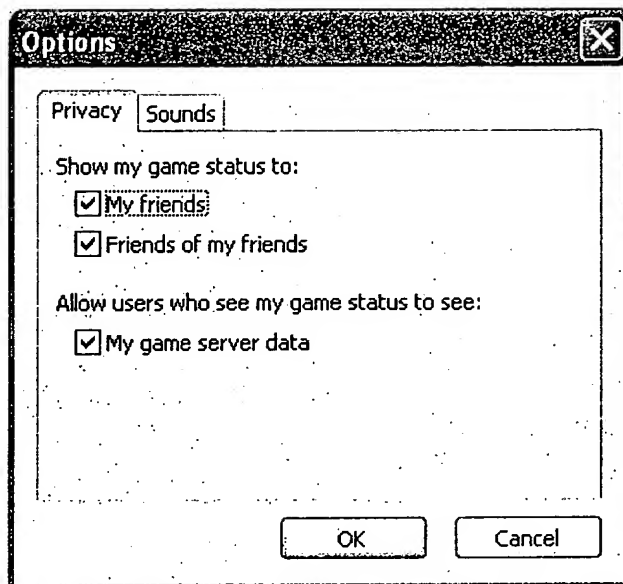 Options
Privacy
Sounds
Show my game status to:
My friends
Friends of my friends
Allow users who see my game status to see:
My game server data
OK
Cancel